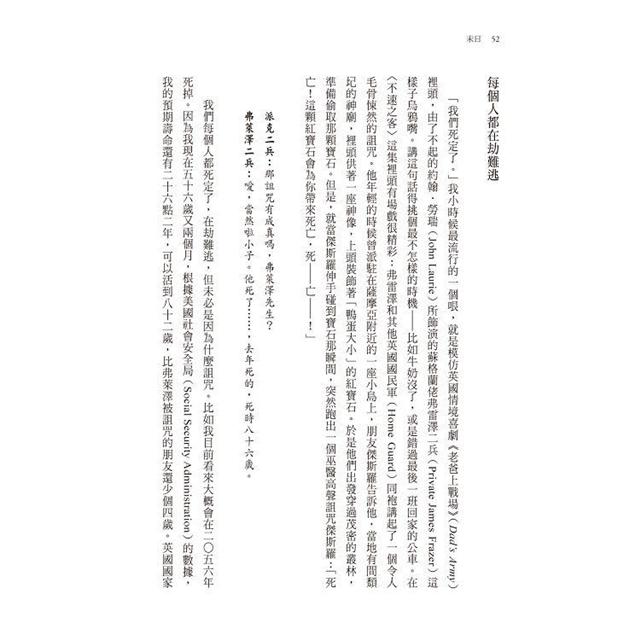 末日　52
每個人都在劫難逃
「我們死定了。」我小時候最流行的一個哏，就是模仿英國情境喜劇《老爸上戰場》（Dad's Army）
裡頭，由了不起的約翰・勞瑞（John Laurie）所飾演的蘇格蘭佬弗雷澤二兵（Private James Frazer）這
樣子烏鴉嘴。講這句話得挑個最不怎樣的時機——比如牛奶沒了，或是錯過最後一班回家的公車。在
〈不速之客〉這集裡頭有場戲很精彩：弗雷澤和其他英國國民軍（Home Guard）同袍講起了一個令人
毛骨悚然的詛咒。他年輕的時候曾派駐在薩摩亞附近的一座小島上，朋友傑斯羅告訴他，當地有間類
圮的神廟，裡頭供著一座神像，上頭裝飾著「鴨蛋大小」的紅寶石。於是他們出發穿過茂密的叢林，
準備偷取那顆寶石。但是，就當傑斯羅伸手碰到寶石那瞬間，突然跑出一個巫醫高聲詛咒傑斯羅：「死
亡！這顆紅寶石會為你帶來死亡，死——亡——！」
派克二兵：那詛咒有成真嗎，弗萊澤先生？
弗萊澤二兵：噯，當然啦小子。他死了……，去年死的，死時八十六歲。
我們每個人都死定了，在劫難逃，但未必是因為什麼詛咒。比如我目前看來大概會在二〇五六年
死掉。因為我現在五十六歲又兩個月，根據美國社會安全局（Social Security Administration）的數據，
我的預期壽命還有二十六點二年，可以活到八十二歲，比弗萊澤被詛咒的朋友還少個四歲。英國國家